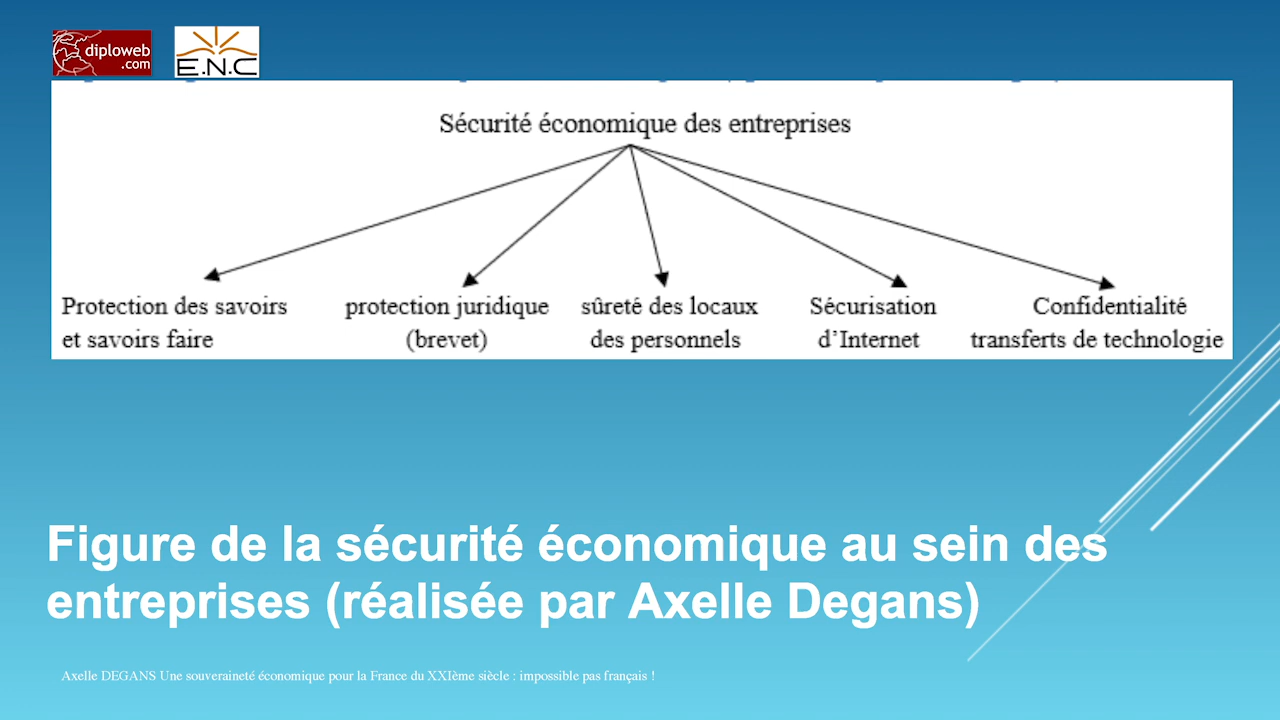 diploweb
.com
E.N.C
Sécurité économique des entreprises
Protection des savoirs
et savoirs faire
protection juridique
(brevet)
sûreté des locaux
des personnels
Sécurisation
d’Internet
Confidentialité
transferts de technologie
Figure de la sécurité économique au sein des
entreprises (réalisée par Axelle Degans)
Axelle DEGANS Une souveraineté économique pour la France du XXIème siècle : impossible pas français !